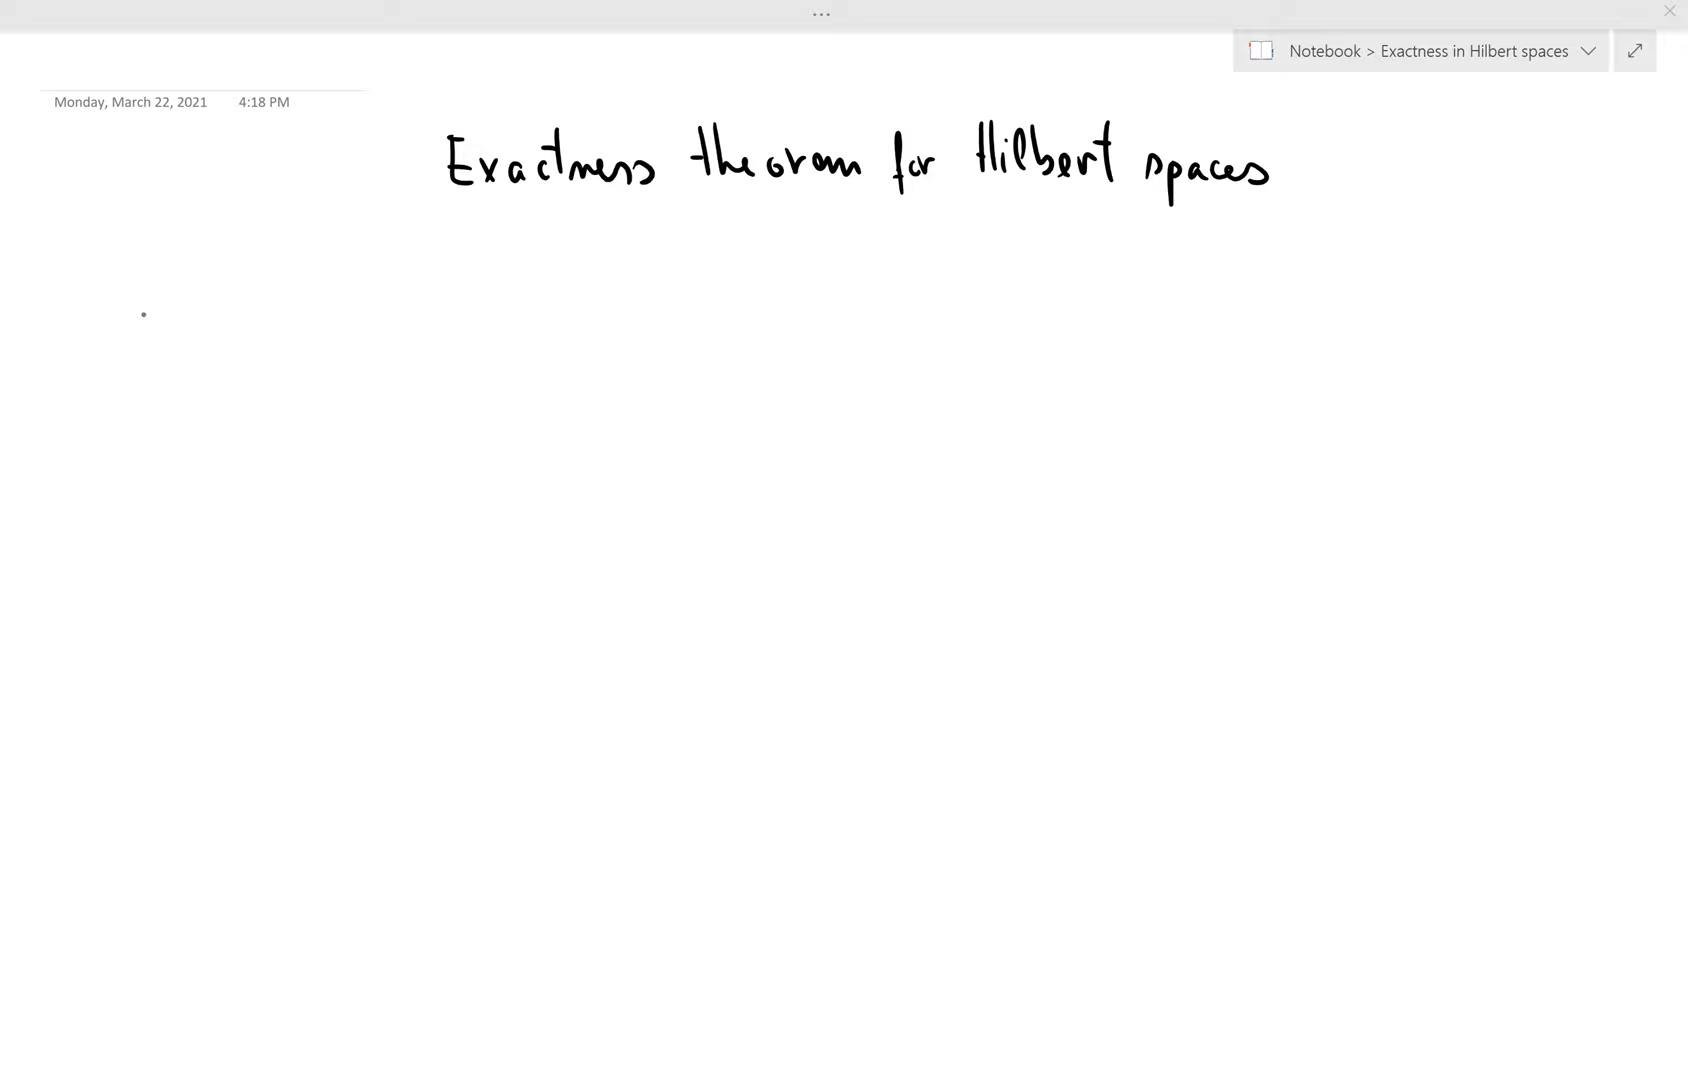 ...
Notebook > Exactness in Hilbert spaces
Monday, March 22, 2021 4:18 PM
Exactness theorem for Hilbert spaces